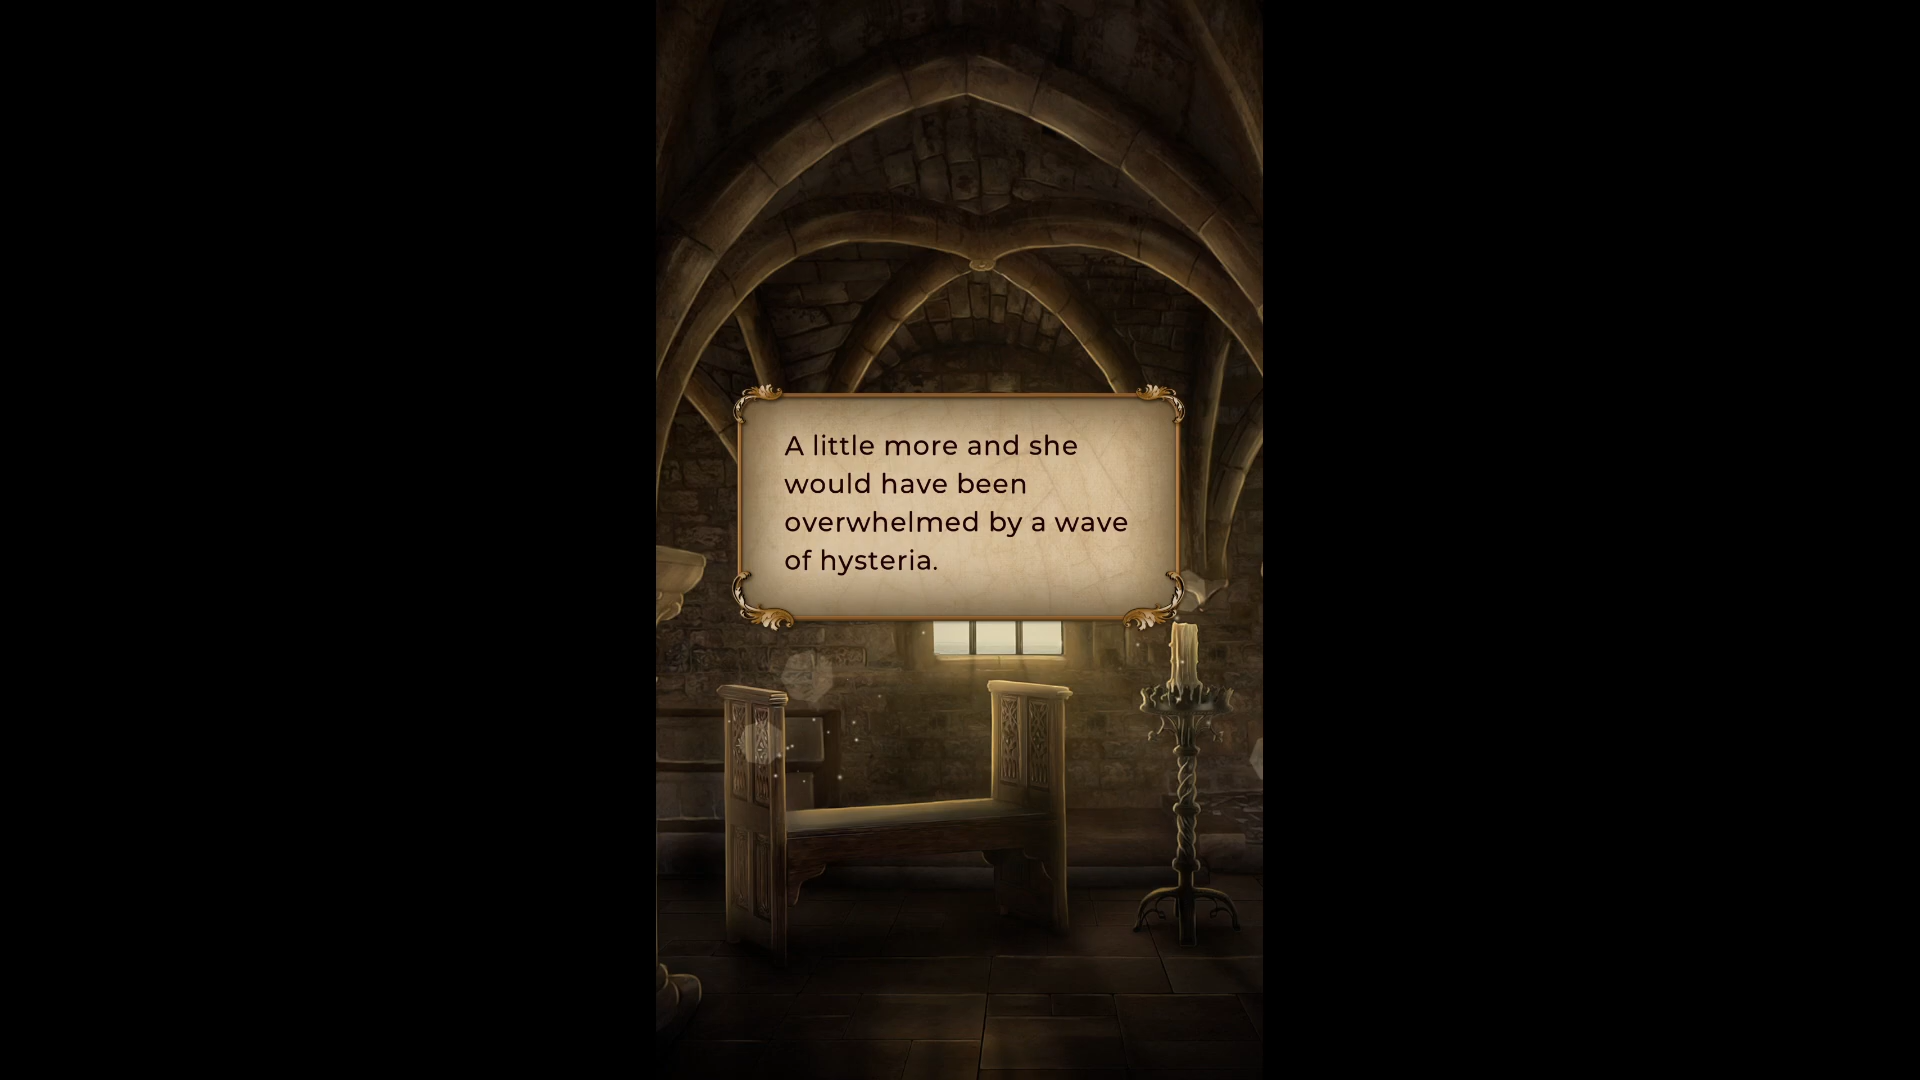 A little more and she
would have been
overwhelmed by a wave
of hysteria.